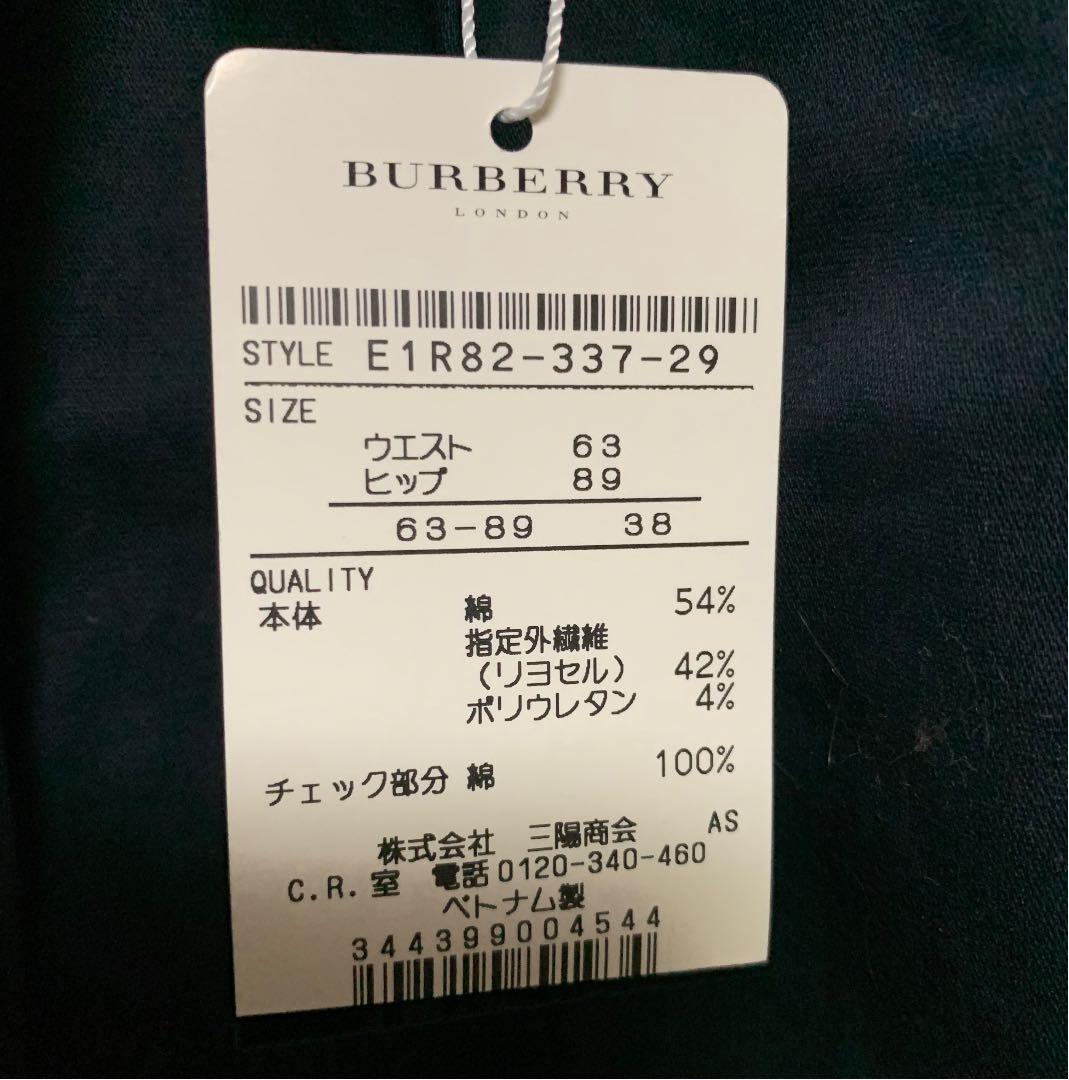 BURBERRY
LONDON
STYLE E1R82-337-29
SIZE
ウエスト 63
ヒップ 89
63-89 38
QUALITY
本体 綿 54%
指定外繊維
（リヨセル） 42%
ポリウレタン 4%
チェック部分 綿 100%
株式会社 三陽商会 AS
C.R.室 電話0120-340-460
ベトナム製
344399004544